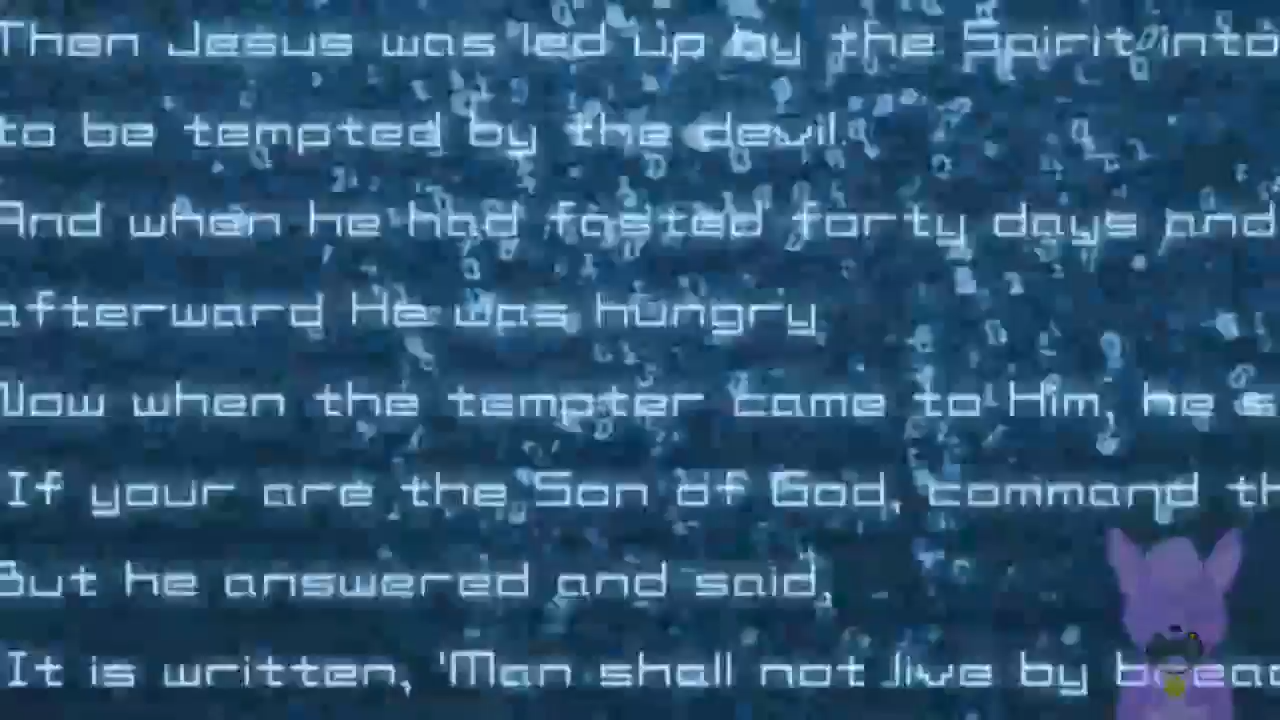 Then Jesus was led up by the Spirit into
to be tempted by the devil.
And when he had fasted forty days and
afterward He was hungry,
Now when the tempter came to Him, he s
If your are the Son of God, command th
But he answered and said,
It is written, 'Man shall not live by bread